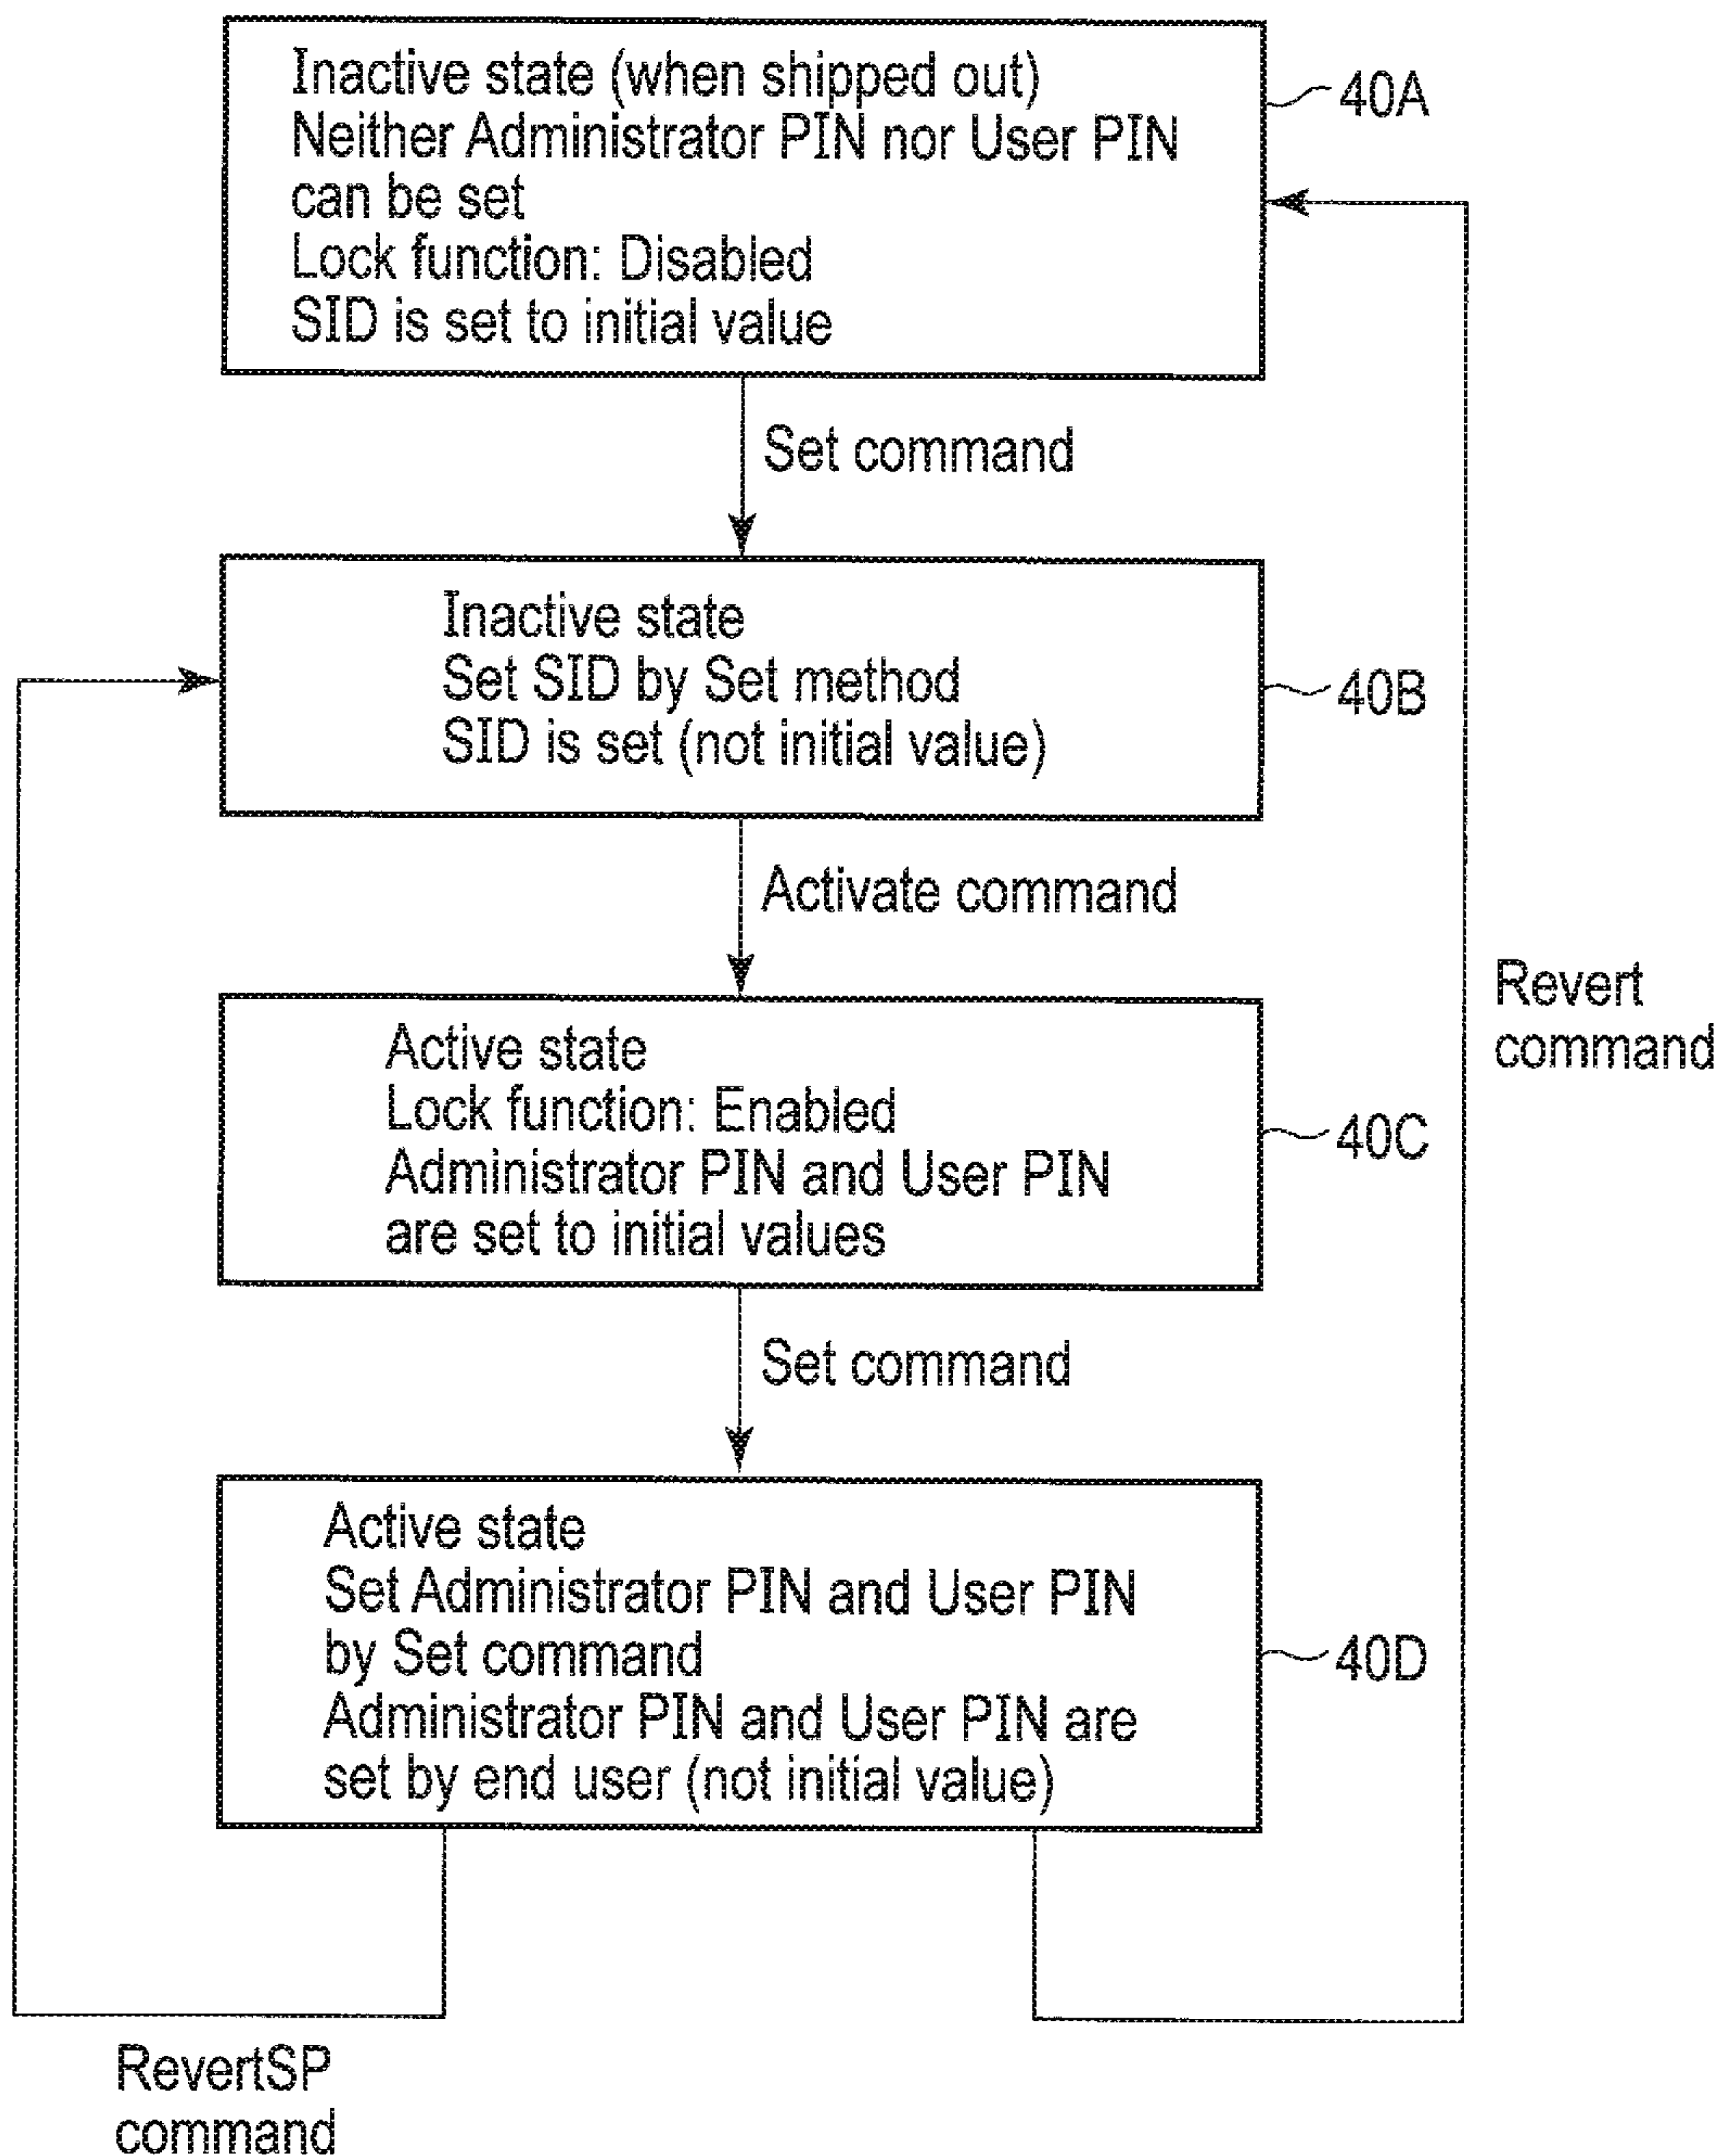 Inactive state (when shipped out)
Neither Administrator PIN nor User PIN
can be set
Lock function: Disabled
SID is set to initial value
40A
Set command
Inactive state
Set SID by Set method
SID is set (not initial value)
40B
Activate command
Revert
command
Active state
Lock function: Enabled
Administrator PIN and User PIN
are set to initial values
40C
Set command
Active state
Set Administrator PIN and User PIN
by Set command
Administrator PIN and User PIN are
set by end user (not initial value)
40D
RevertSP
command